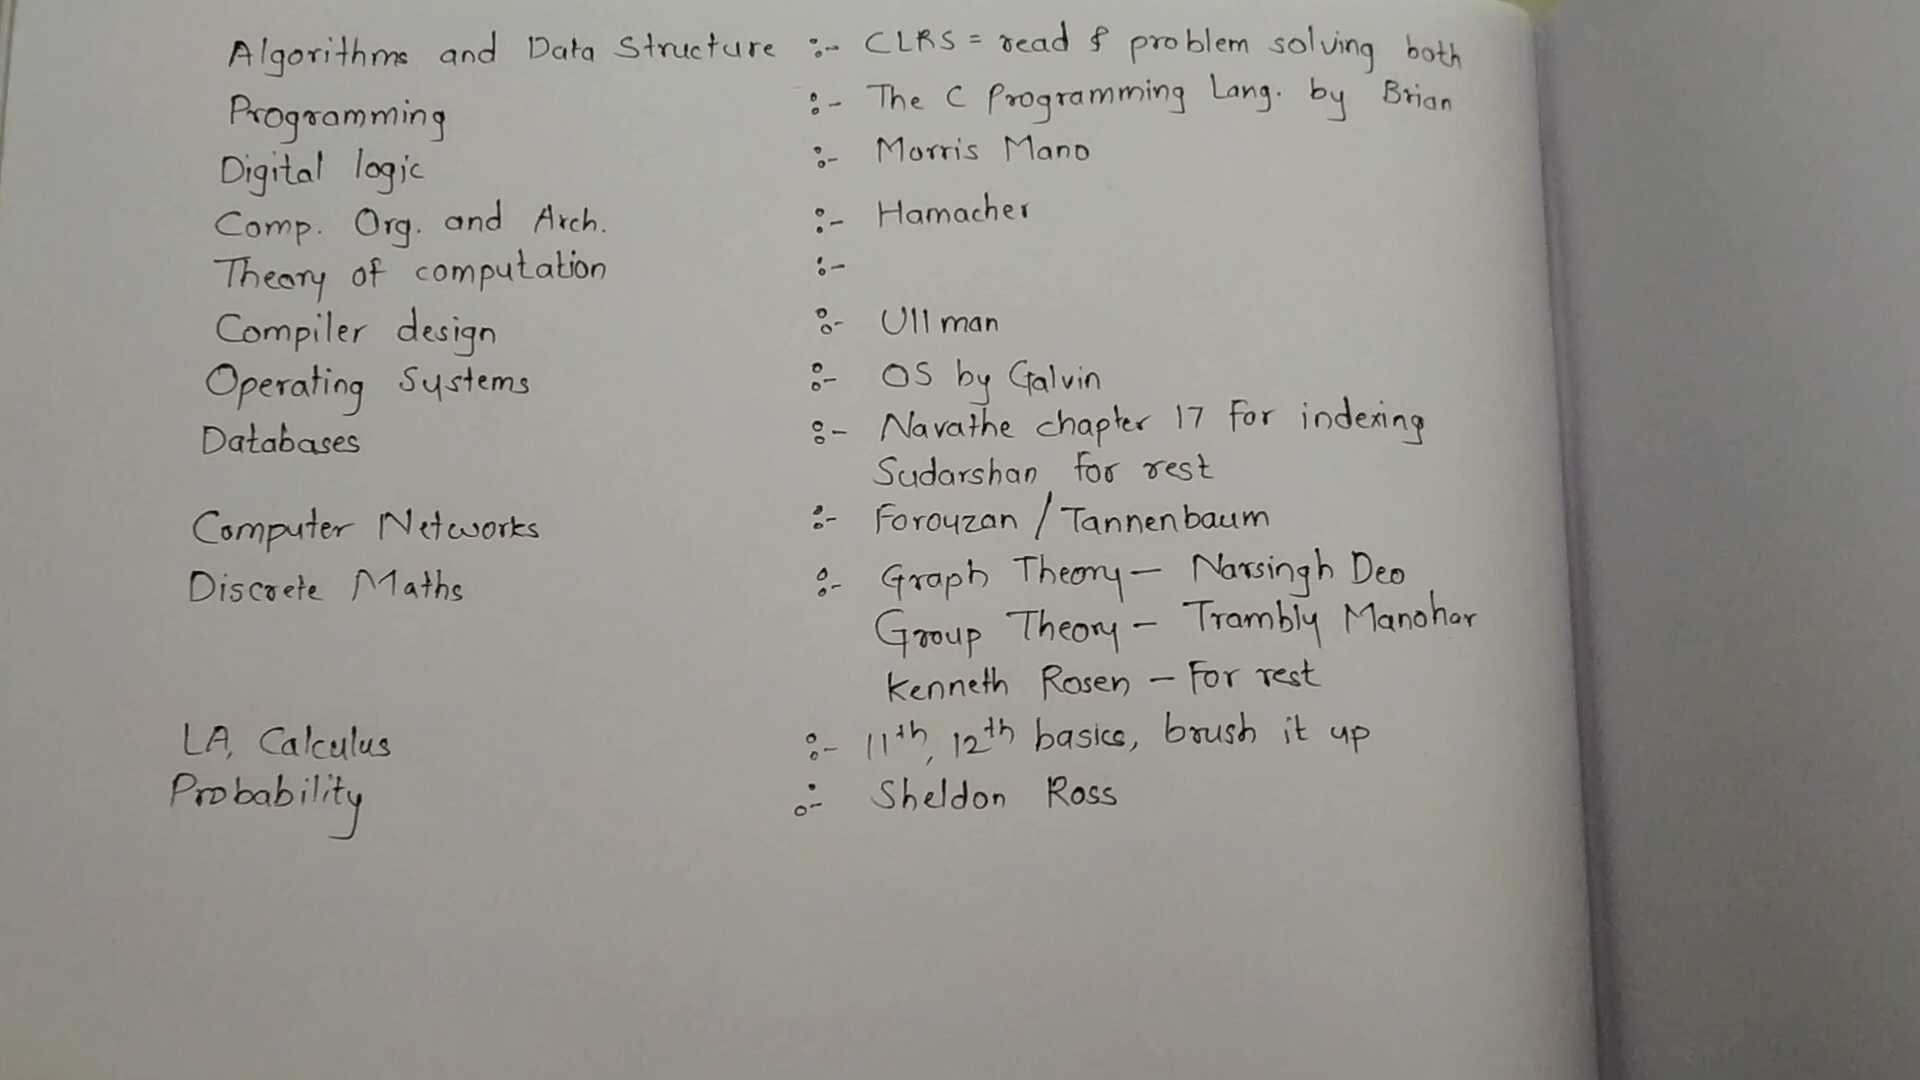 Algorithms and Data Structure :- CLRS = read & problem solving both
Programming :- The C Programming Lang. by Brian
Digital logic :- Morris Mano
Comp. Org. and Arch. :- Hamacher
Theory of computation :-
Compiler design :- Ullman
Operating Systems :- OS by Galvin
Databases :- Navathe chapter 17 for indexing
Sudarshan for rest
Computer Networks :- Forouzan / Tannenbaum
Discrete Maths :- Graph Theory - Narsingh Deo
Group Theory - Trambly Manohar
Kenneth Rosen - For rest
LA, Calculus :- 11th, 12th basics, brush it up
Probability :- Sheldon Ross